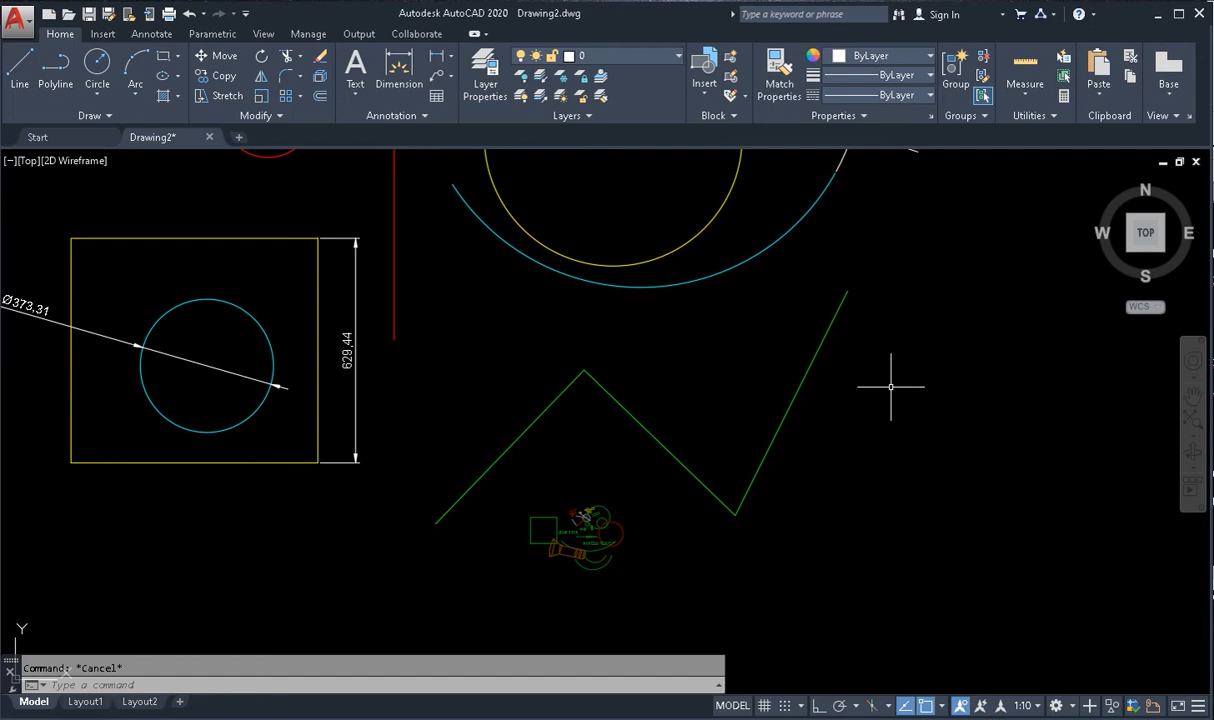 Autodesk AutoCAD 2020 Drawing2.dwg
Type a keyword or phrase
Sign In
Home Insert Annotate Parametric View Manage Output Collaborate
Line Polyline Circle Arc
Move
Copy
Stretch
Text Dimension
Layer Properties
0
Insert
Match Properties
ByLayer
ByLayer
ByLayer
Group
Measure
Paste
Base
Draw Modify Annotation Layers Block Properties Groups Utilities Clipboard View
Start Drawing2*
[−][Top][2D Wireframe]
N
W TOP E
S
WCS
Ø373,31
629,44
Y
X
Command: *Cancel*
Type a command
Model Layout1 Layout2
MODEL
1:10